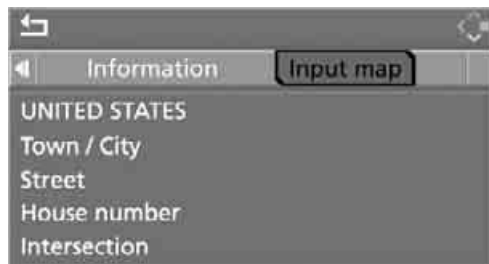 Information Input map
UNITED STATES
Town / City
Street
House number
Intersection